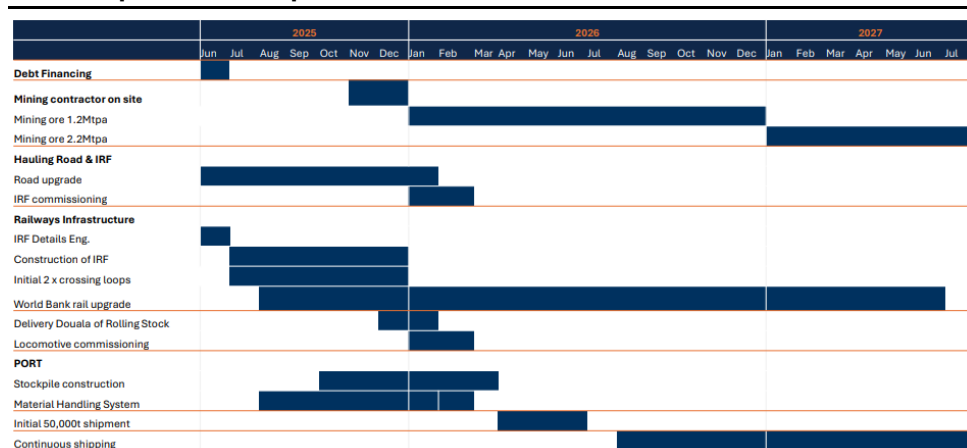 2025 2026 2027
Jun Jul Aug Sep Oct Nov Dec Jan Feb Mar Apr May Jun Jul Aug Sep Oct Nov Dec Jan Feb Mar Apr May Jun Jul
Debt Financing
Mining contractor on site
Mining ore 1.2Mtpa
Mining ore 2.2Mtpa
Hauling Road & IRF
Road upgrade
IRF commissioning
Railways Infrastructure
IRF Details Eng.
Construction of IRF
Initial 2 x crossing loops
World Bank rail upgrade
Delivery Douala of Rolling Stock
Locomotive commissioning
PORT
Stockpile construction
Material Handling System
Initial 50,000t shipment
Continuous shipping